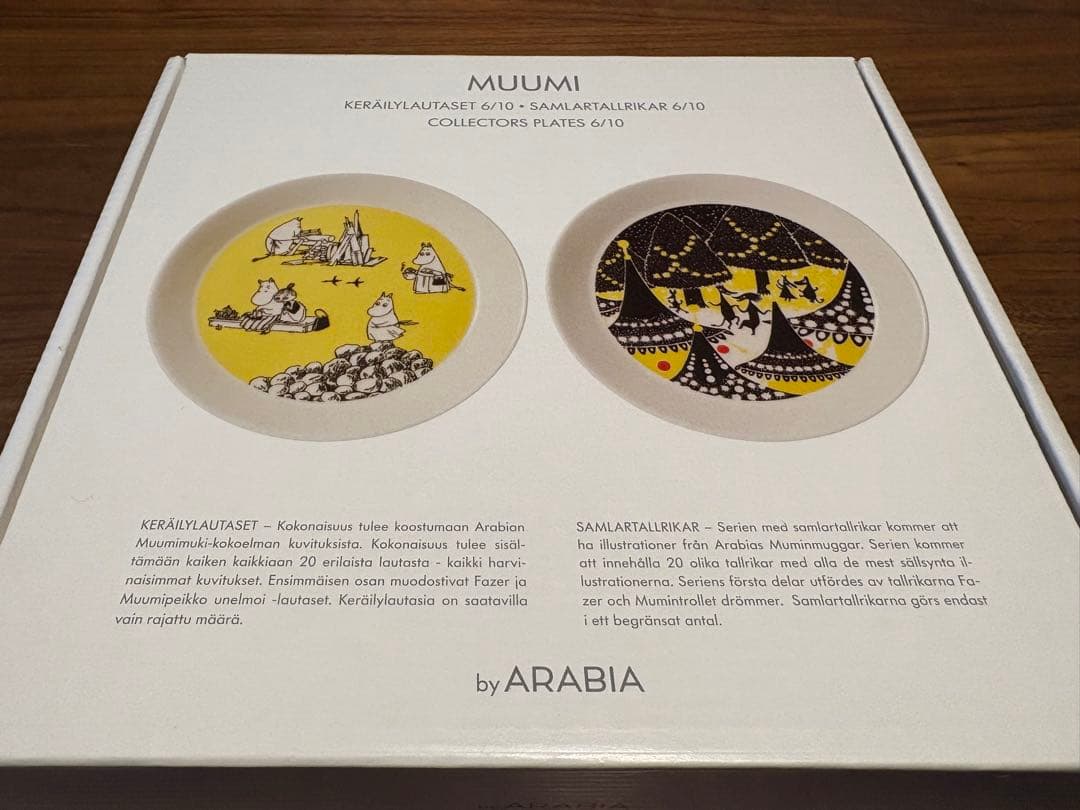 MUUMI
KERÄILYLAUTASET 6/10 • SAMLARTALLRIKAR 6/10
COLLECTORS PLATES 6/10
KERÄILYLAUTASET – Kokonaisuus tulee koostumaan Arabian
Muumimuki-kokoelman kuvituksista. Kokonaisuus tulee sisäl-
tämään kaiken kaikkiaan 20 erilaista lautasta - kaikki harvi-
naisimmat kuvitukset. Ensimmäisen osan muodostivat Fazer ja
Muumipeikko unelmoi -lautaset. Keräilylautasia on saatavilla
vain rajattu määrä.
SAMLARTALLRIKAR – Serien med samlartallrikar kommer att
ha illustrationer från Arabias Muminmuggar. Serien kommer
att innehålla 20 olika tallrikar med alla de mest sällsynta il-
lustrationerna. Seriens första delar utfördes av tallrikarna Fa-
zer och Mumintrollet drömmer. Samlartallrikarna görs endast
i ett begränsat antal.
by ARABIA